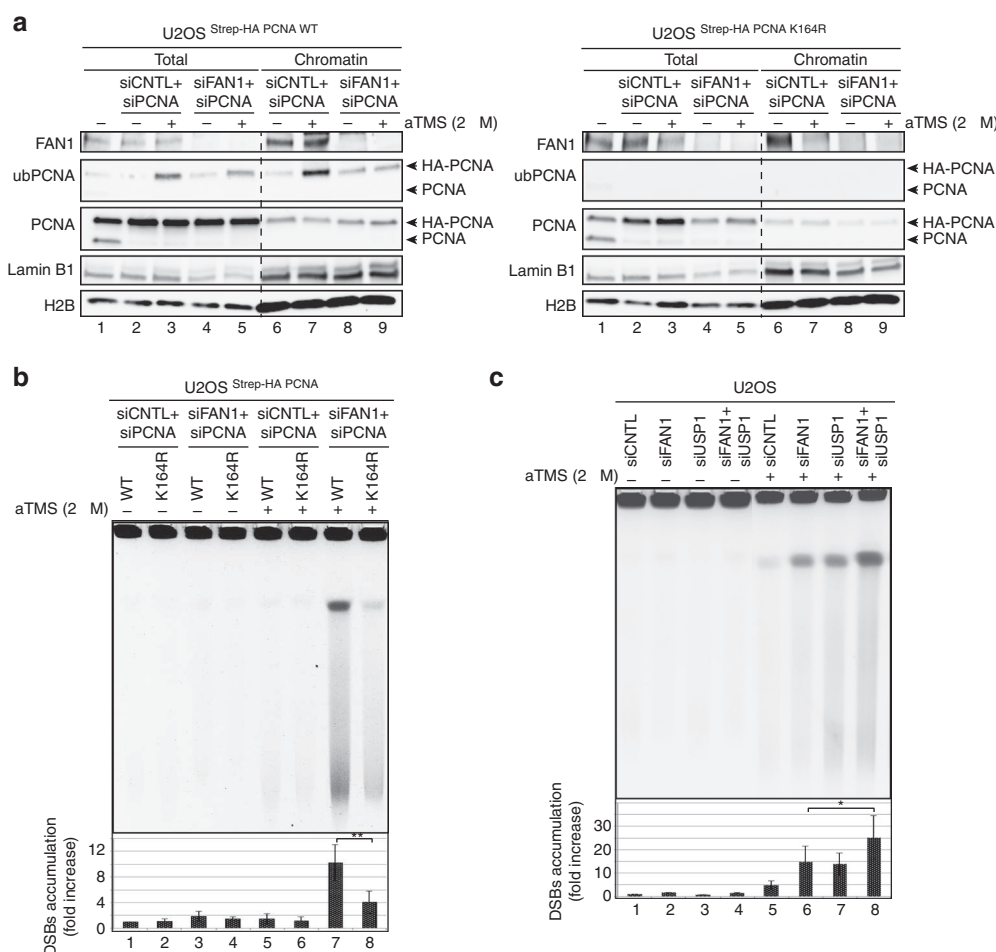 a
U2OS Strep-HA PCNA WT
Total Chromatin
siCNTL+ siFAN1+ siCNTL+ siFAN1+
siPCNA siPCNA siPCNA siPCNA
– – + – + – + – + aTMS (2 M)
FAN1
ubPCNA
HA-PCNA
PCNA
PCNA
HA-PCNA
PCNA
Lamin B1
H2B
1 2 3 4 5 6 7 8 9
U2OS Strep-HA PCNA K164R
Total Chromatin
siCNTL+ siFAN1+ siCNTL+ siFAN1+
siPCNA siPCNA siPCNA siPCNA
– – + – + – + – + aTMS (2 M)
FAN1
ubPCNA
HA-PCNA
PCNA
PCNA
HA-PCNA
PCNA
Lamin B1
H2B
1 2 3 4 5 6 7 8 9
b
U2OS Strep-HA PCNA
siCNTL+ siFAN1+ siCNTL+ siFAN1+
siPCNA siPCNA siPCNA siPCNA
WT K164R WT K164R WT K164R WT K164R
aTMS (2 M) – – – – + + + +
DSBs accumulation
(fold increase)
12
8
4
0
**
1 2 3 4 5 6 7 8
c
U2OS
siCNTL siFAN1 siUSP1 siFAN1+ siUSP1 siCNTL siFAN1 siUSP1 siFAN1+ siUSP1
aTMS (2 M) – – – – + + + +
DSBs accumulation
(fold increase)
30
20
10
0
*
1 2 3 4 5 6 7 8